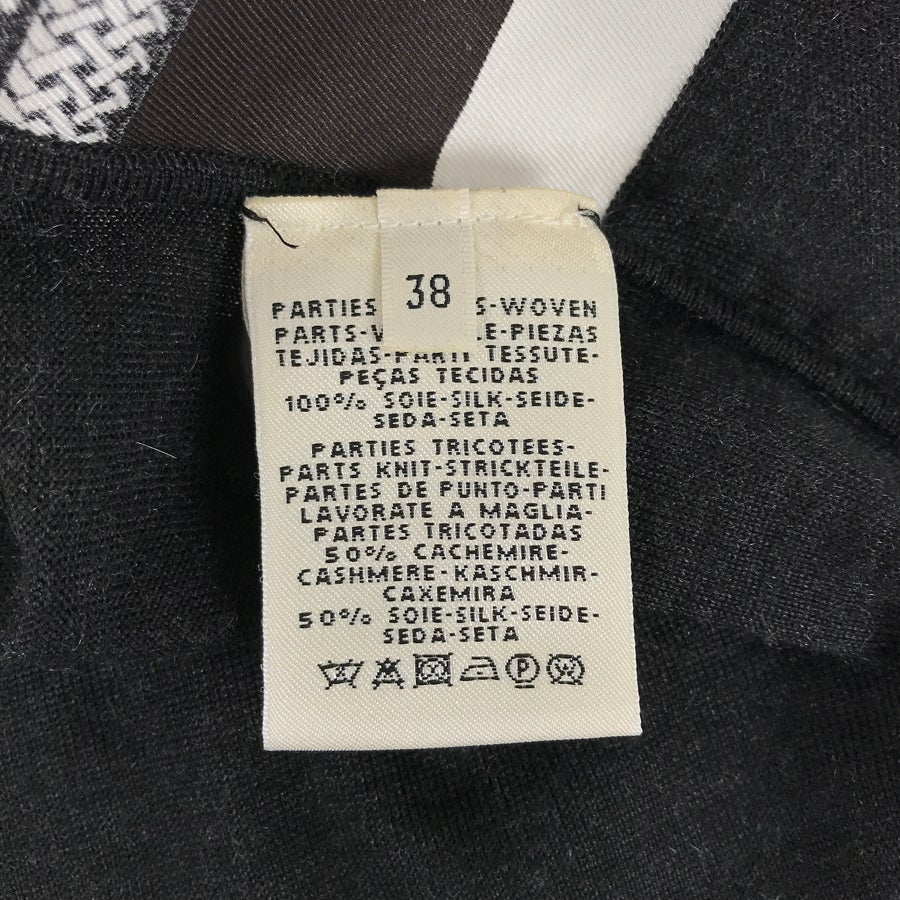 38
PARTIES S-WOVEN
PARTS- E-PIEZAS
TEJIDAS-PARTI TESSUTE-
PEÇAS TECIDAS
100% SOIE-SILK-SEIDE-
SEDA-SETA
PARTIES TRICOTEES-
PARTS KNIT-STRICKTEILE-
PARTES DE PUNTO-PARTI
LAVORATE A MAGLIA-
PARTES TRICOTADAS
50% CACHEMIRE-
CASHMERE-KASCHMIR-
CAXEMIRA
50% SOIE-SILK-SEIDE-
SEDA-SETA
P
W